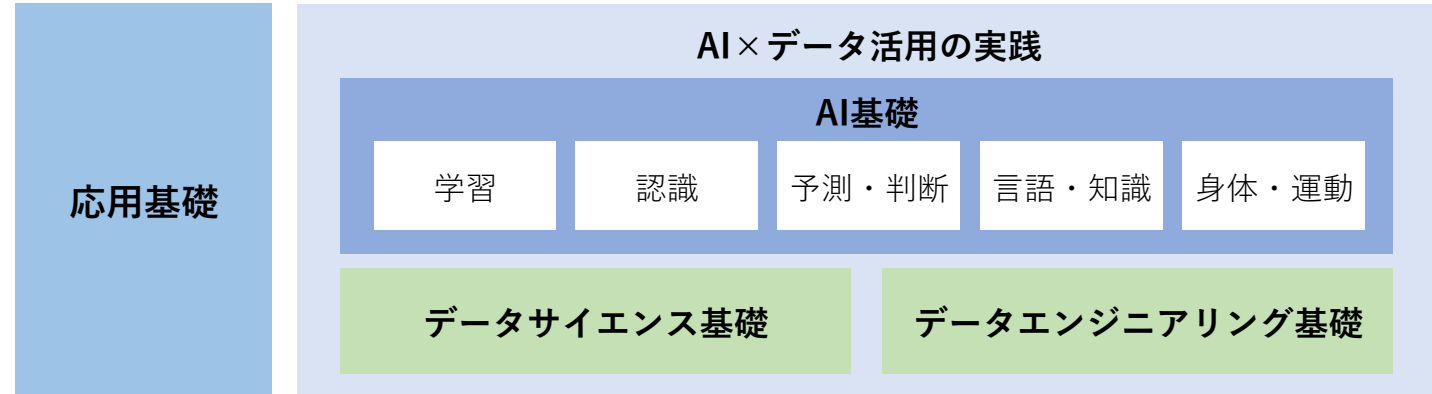 応用基礎
AI×データ活用の実践
AI基礎
学習
認識
予測・判断
言語・知識
身体・運動
データサイエンス基礎
データエンジニアリング基礎